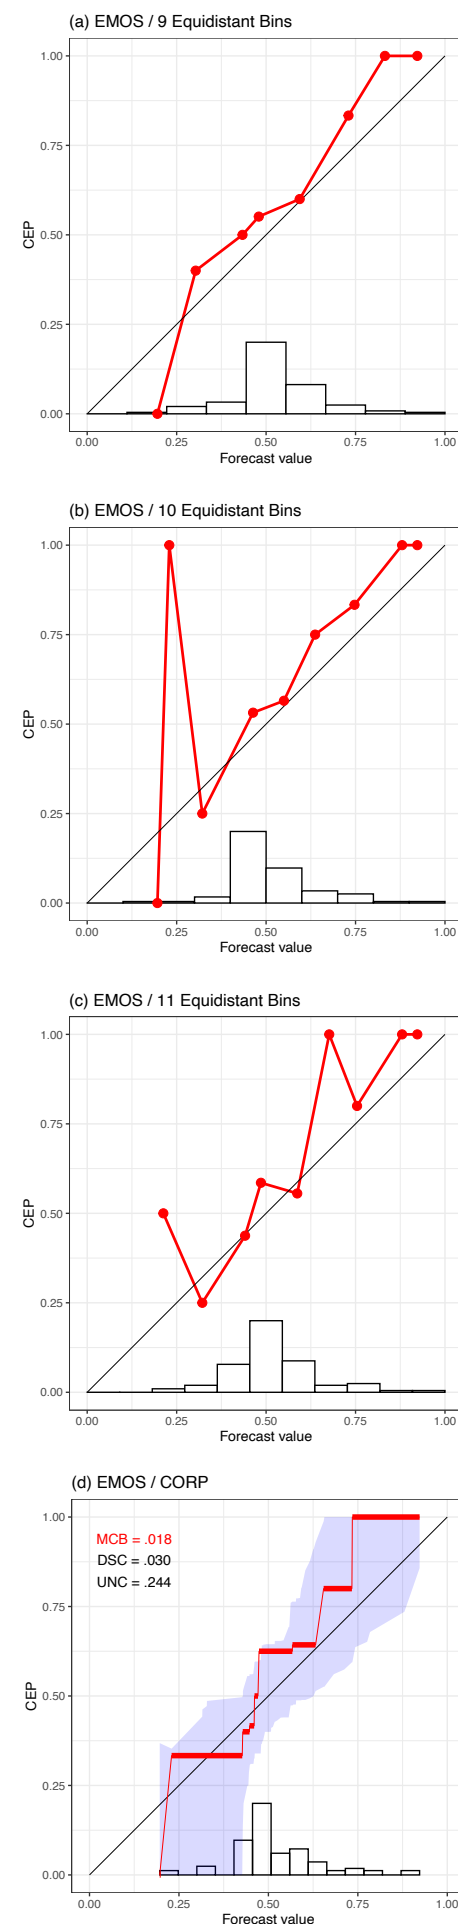 (a) EMOS / 9 Equidistant Bins
1.00
0.75
0.50
0.25
0.00
CEP
0.00 0.25 0.50 0.75 1.00
Forecast value
(b) EMOS / 10 Equidistant Bins
1.00
0.75
0.50
0.25
0.00
CEP
0.00 0.25 0.50 0.75 1.00
Forecast value
(c) EMOS / 11 Equidistant Bins
1.00
0.75
0.50
0.25
0.00
CEP
0.00 0.25 0.50 0.75 1.00
Forecast value
(d) EMOS / CORP
MCB = .018
DSC = .030
UNC = .244
1.00
0.75
0.50
0.25
0.00
CEP
0.00 0.25 0.50 0.75 1.00
Forecast value